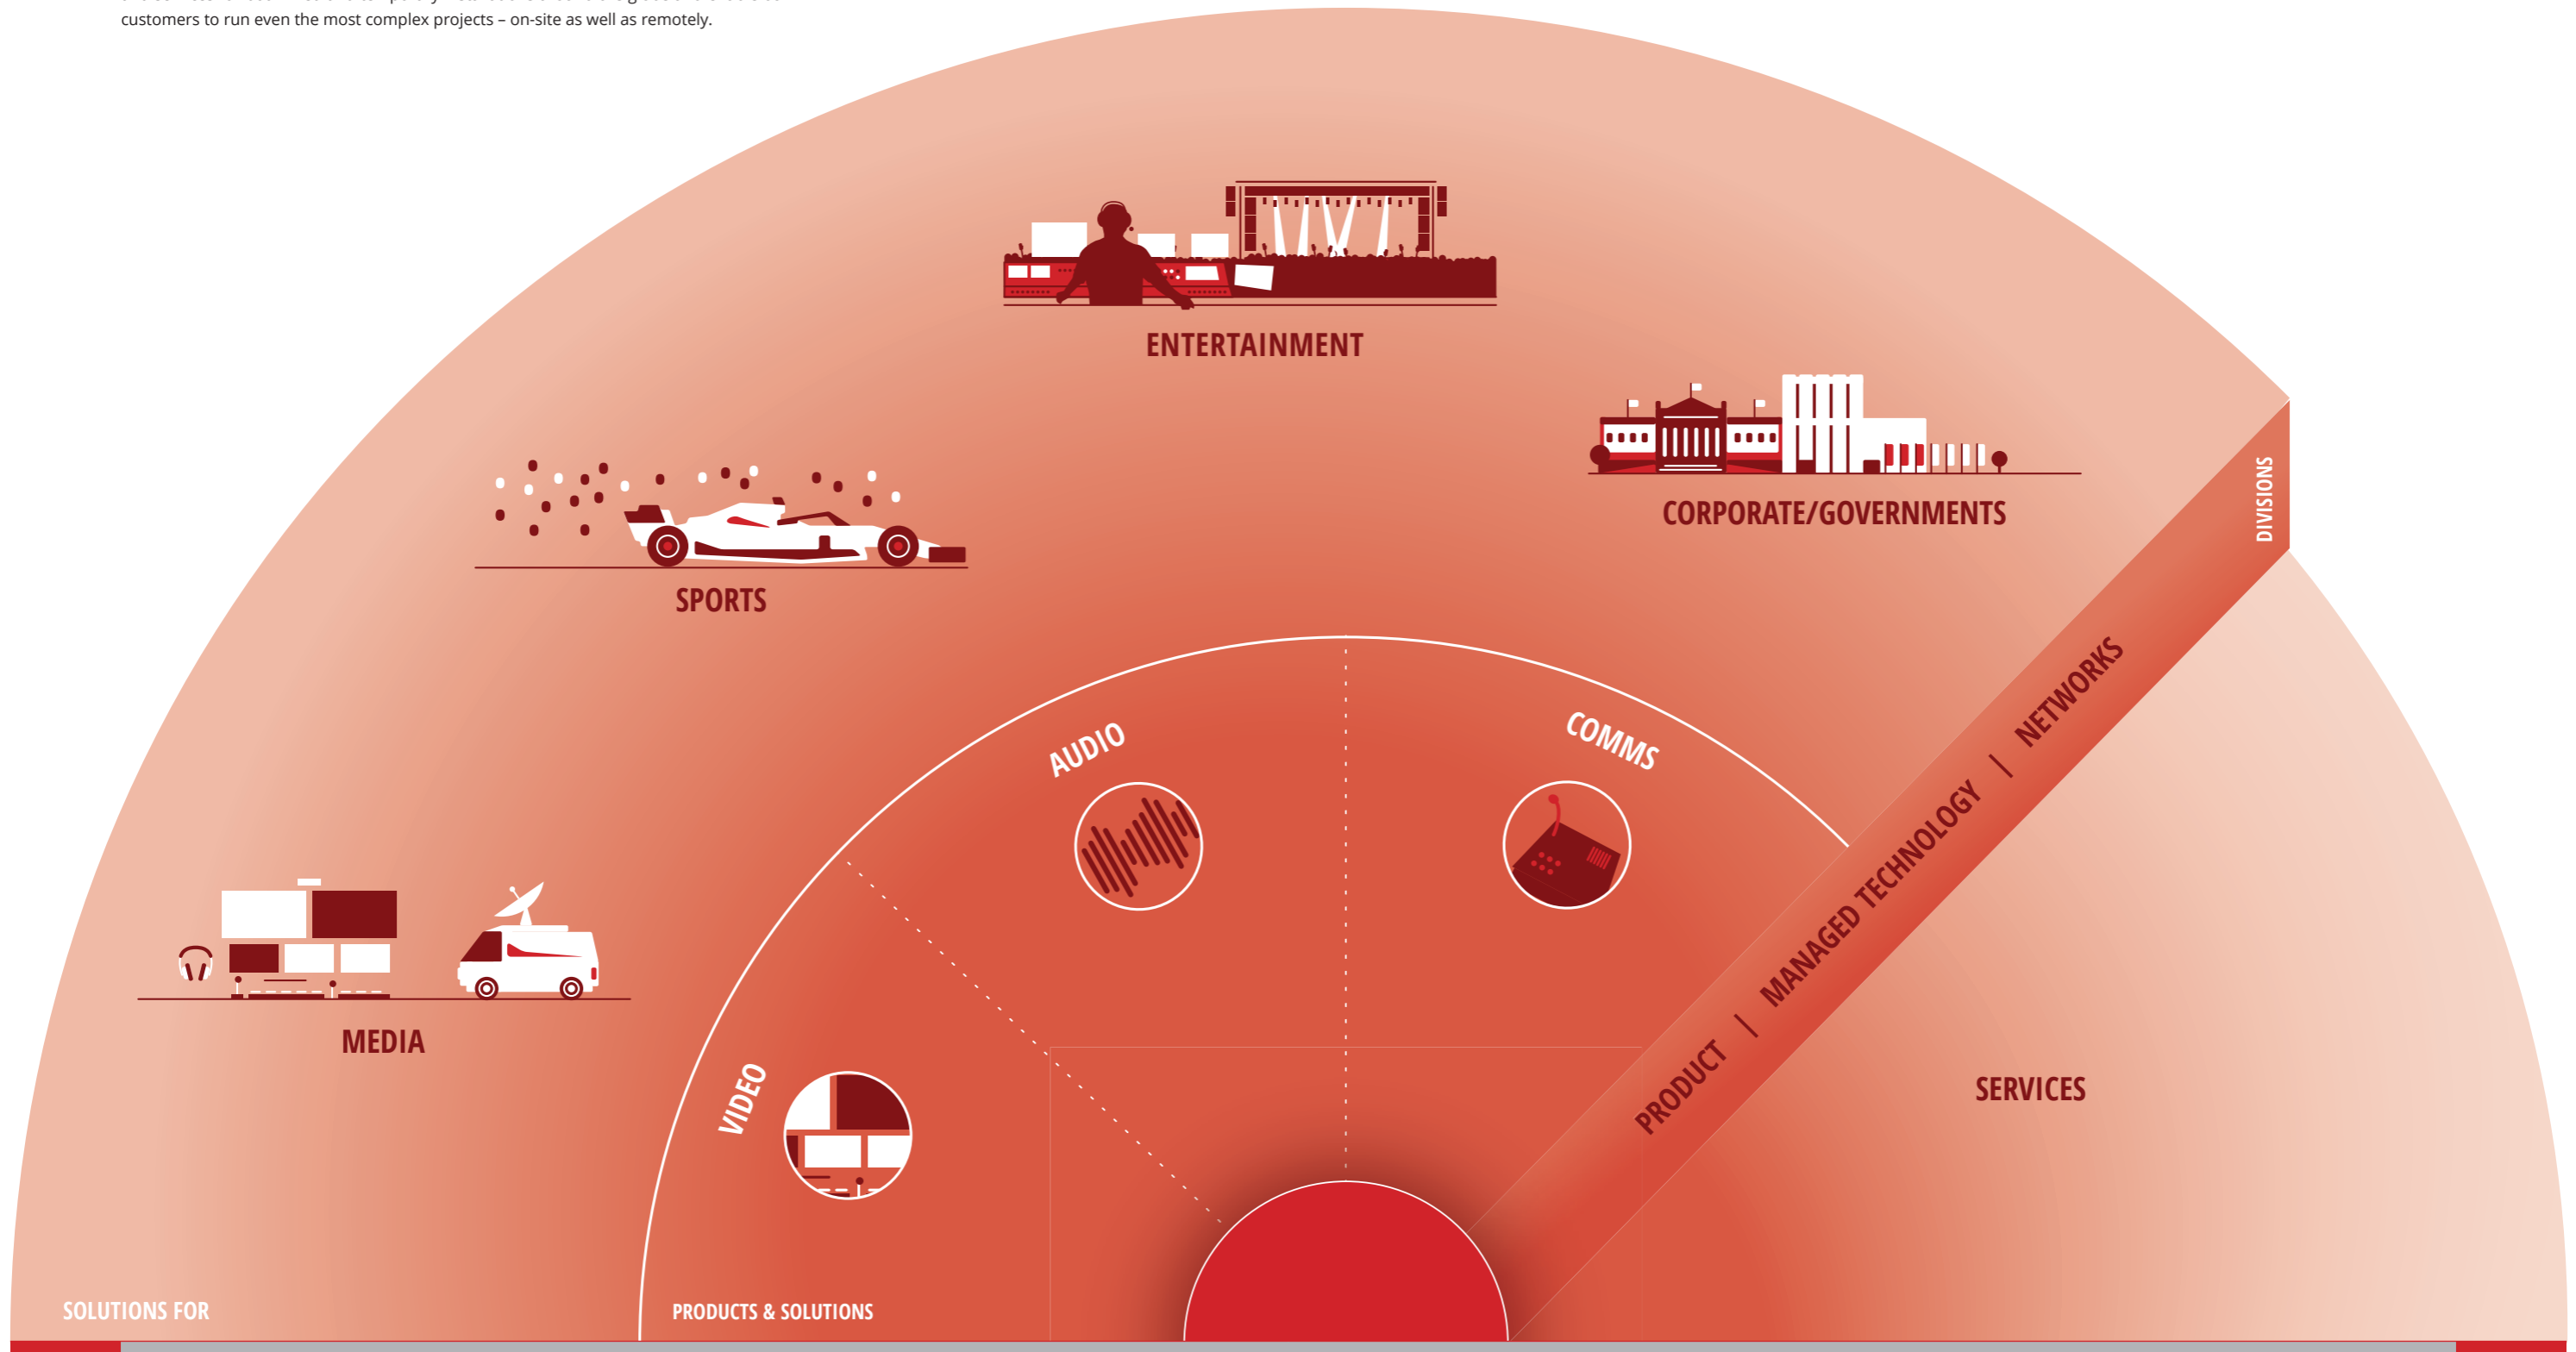 customers to run even the most complex projects – on-site as well as remotely.
ENTERTAINMENT
CORPORATE/GOVERNMENTS
DIVISIONS
SPORTS
NETWORKS
AUDIO
COMMS
PRODUCT | MANAGED TECHNOLOGY |
MEDIA
VIDEO
SERVICES
SOLUTIONS FOR
PRODUCTS & SOLUTIONS